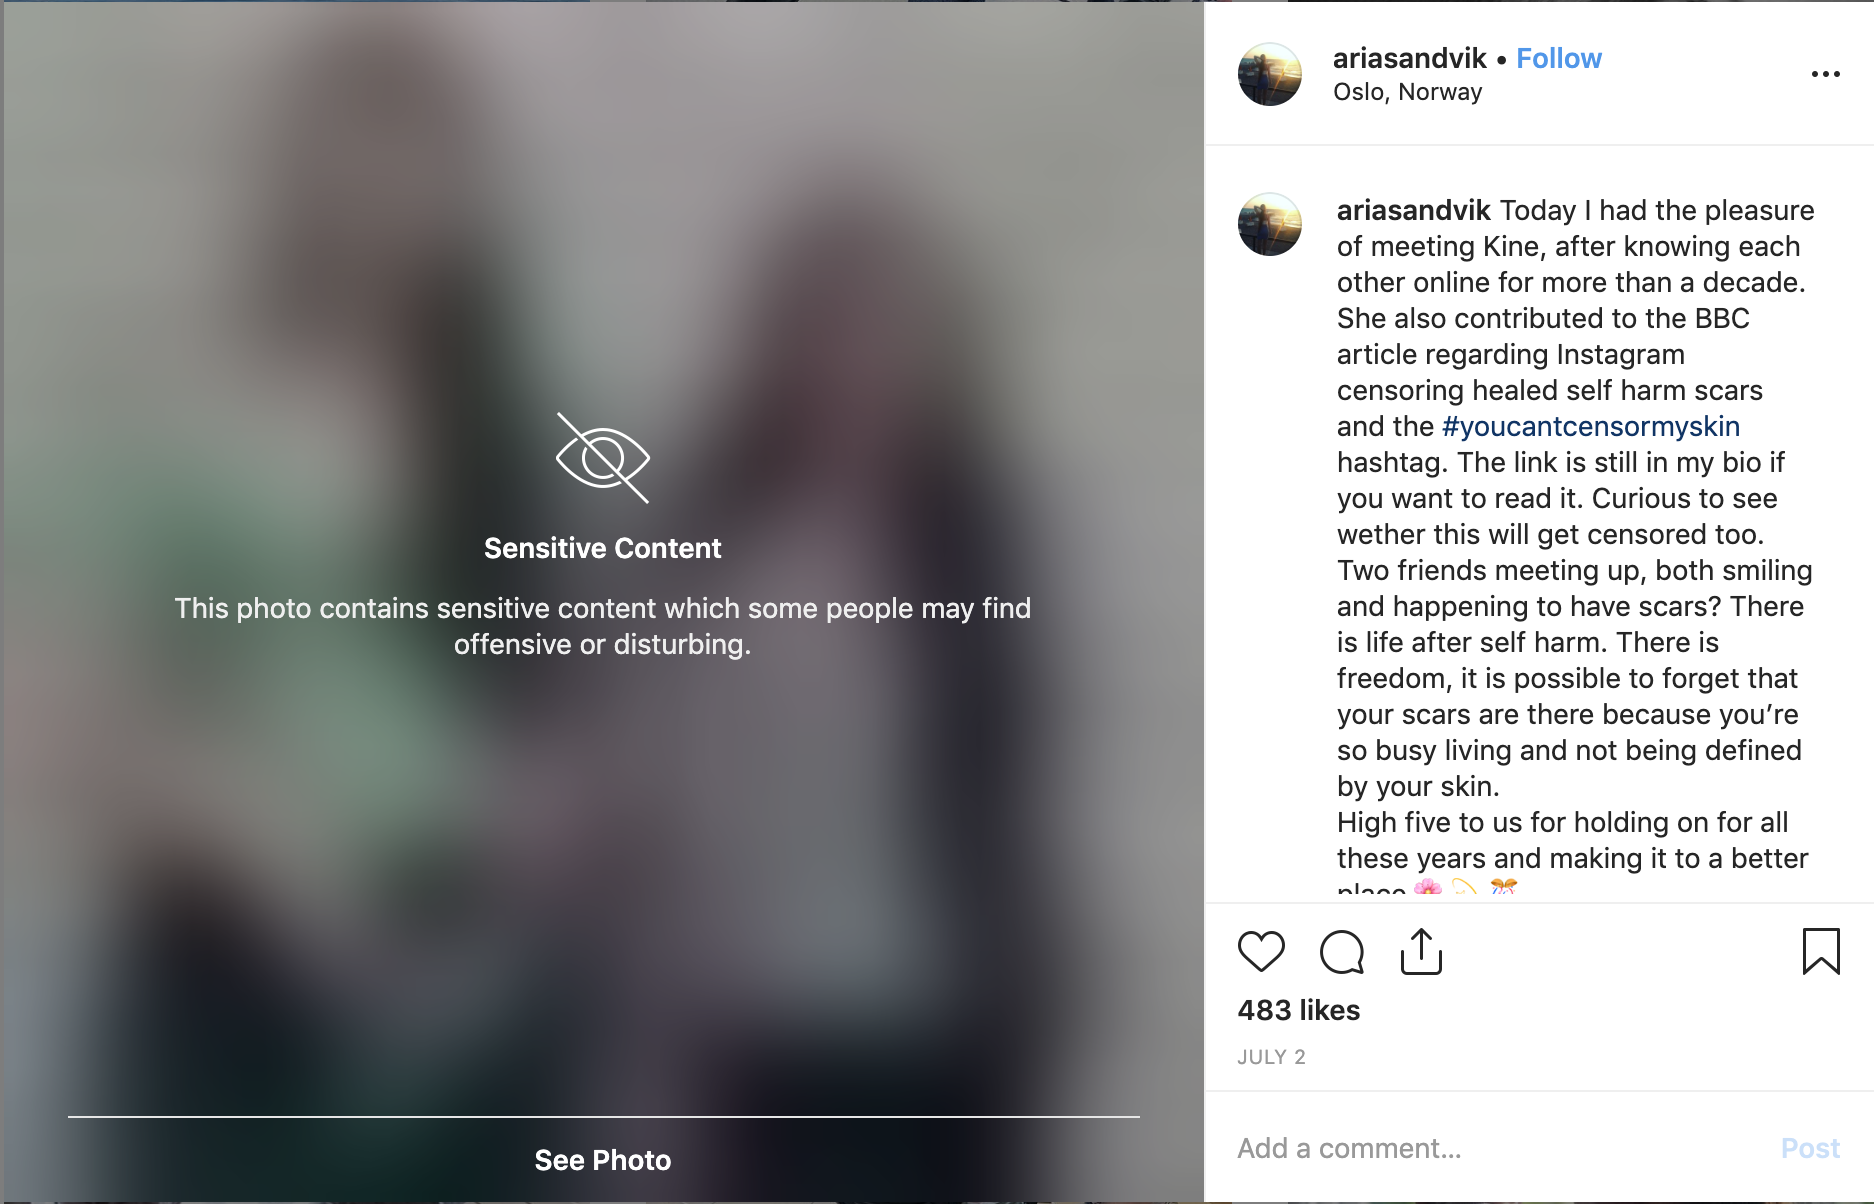 Sensitive Content
This photo contains sensitive content which some people may find
offensive or disturbing.
See Photo
ariasandvik • Follow
Oslo, Norway
ariasandvik Today I had the pleasure
of meeting Kine, after knowing each
other online for more than a decade.
She also contributed to the BBC
article regarding Instagram
censoring healed self harm scars
and the #youcantcensormyskin
hashtag. The link is still in my bio if
you want to read it. Curious to see
wether this will get censored too.
Two friends meeting up, both smiling
and happening to have scars? There
is life after self harm. There is
freedom, it is possible to forget that
your scars are there because you’re
so busy living and not being defined
by your skin.
High five to us for holding on for all
these years and making it to a better
place 🌸 💫 🎊
483 likes
JULY 2
Add a comment...
Post